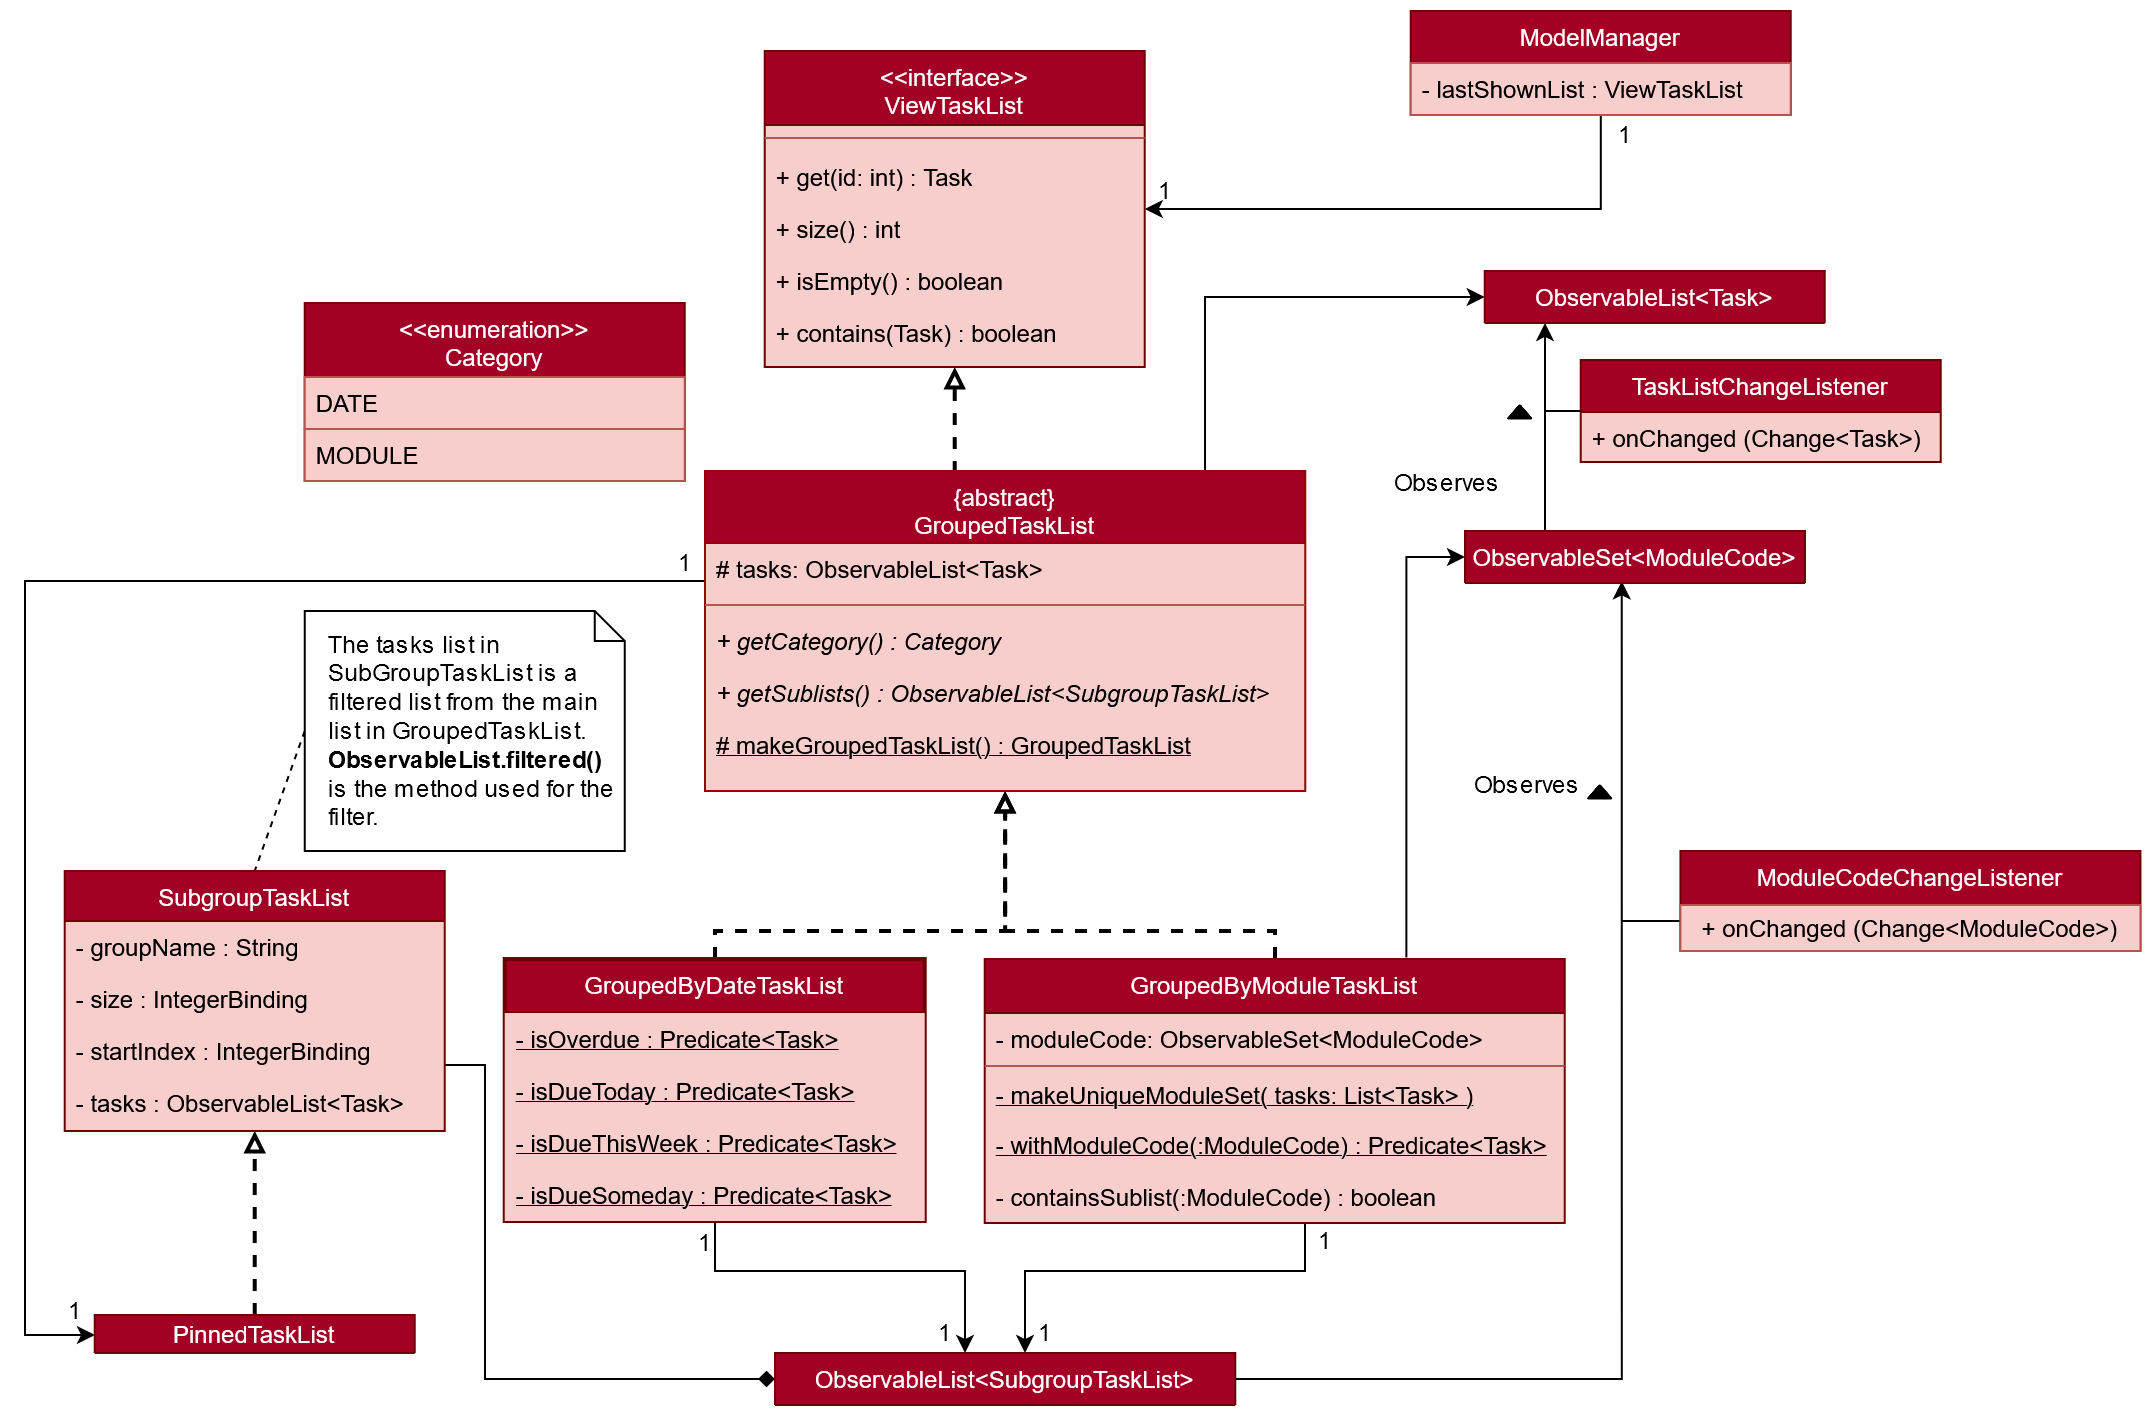 ModelManager
- lastShownList : ViewTaskList
1
1
<<interface>>
ViewTaskList
+ get(id: int) : Task
+ size() : int
+ isEmpty() : boolean
+ contains(Task) : boolean
ObservableList<Task>
<<enumeration>>
Category
DATE
MODULE
TaskListChangeListener
+ onChanged (Change<Task>)
Observes
{abstract}
GroupedTaskList
# tasks: ObservableList<Task>
+ getCategory() : Category
+ getSublists() : ObservableList<SubgroupTaskList>
# makeGroupedTaskList() : GroupedTaskList
1
ObservableSet<ModuleCode>
The tasks list in
SubGroupTaskList is a
filtered list from the main
list in GroupedTaskList.
ObservableList.filtered()
is the method used for the
filter.
Observes
ModuleCodeChangeListener
+ onChanged (Change<ModuleCode>)
SubgroupTaskList
- groupName : String
- size : IntegerBinding
- startIndex : IntegerBinding
- tasks : ObservableList<Task>
GroupedByDateTaskList
- isOverdue : Predicate<Task>
- isDueToday : Predicate<Task>
- isDueThisWeek : Predicate<Task>
- isDueSomeday : Predicate<Task>
1
GroupedByModuleTaskList
- moduleCode: ObservableSet<ModuleCode>
- makeUniqueModuleSet( tasks: List<Task> )
- withModuleCode(:ModuleCode) : Predicate<Task>
- containsSublist(:ModuleCode) : boolean
1
1
PinnedTaskList
1
1
ObservableList<SubgroupTaskList>